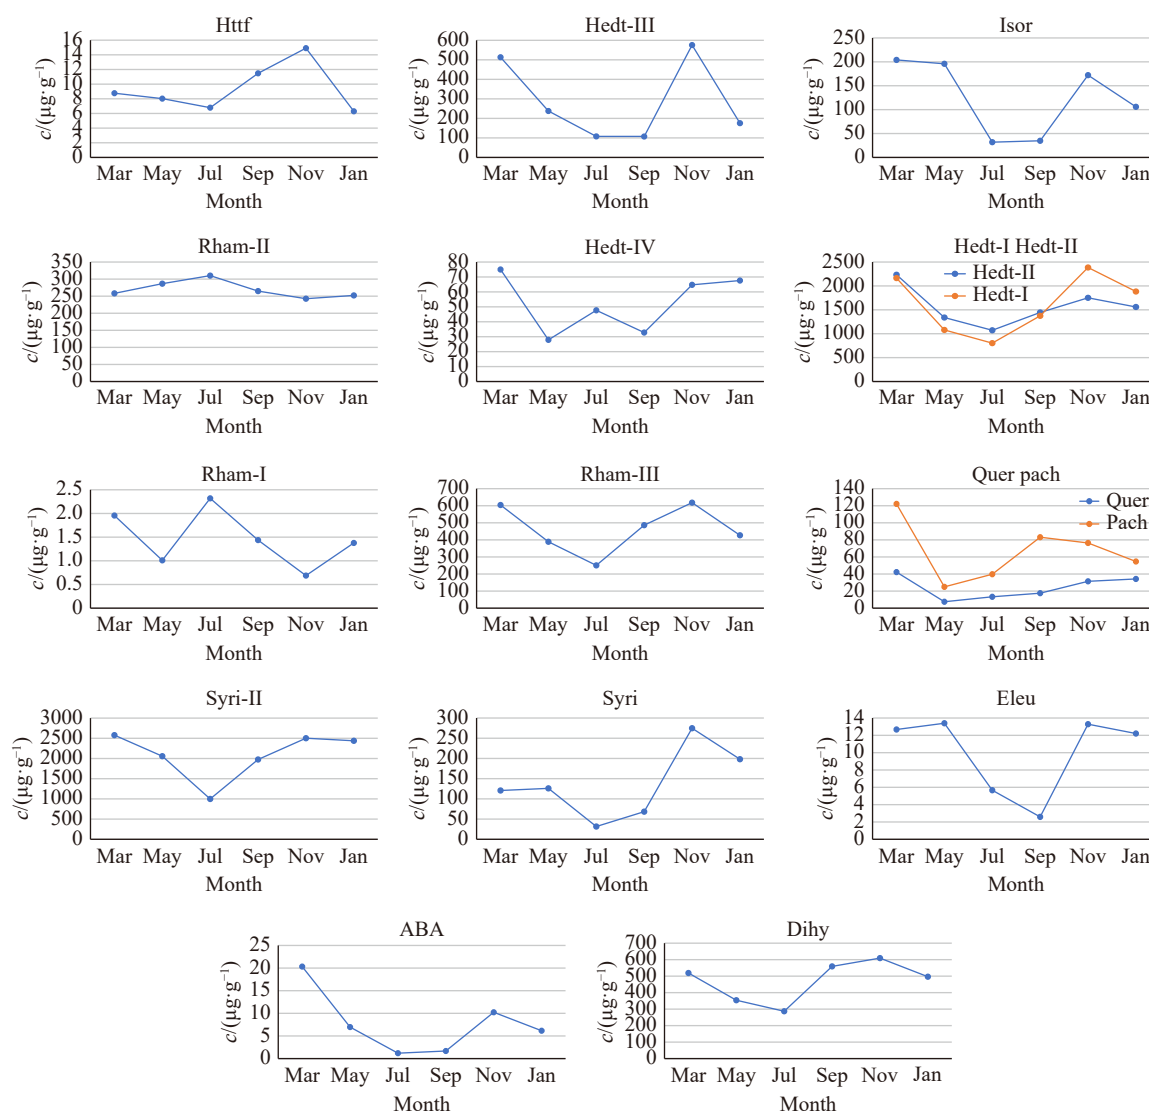 Httf
c/(μg·g⁻¹)
16
14
12
10
8
6
4
2
0
Mar May Jul Sep Nov Jan
Month
Hedt-III
c/(μg·g⁻¹)
600
500
400
300
200
100
0
Mar May Jul Sep Nov Jan
Month
Isor
c/(μg·g⁻¹)
250
200
150
100
50
0
Mar May Jul Sep Nov Jan
Month
Rham-II
c/(μg·g⁻¹)
350
300
250
200
150
100
50
0
Mar May Jul Sep Nov Jan
Month
Hedt-IV
c/(μg·g⁻¹)
80
70
60
50
40
30
20
10
0
Mar May Jul Sep Nov Jan
Month
Hedt-I Hedt-II
Hedt-II
Hedt-I
c/(μg·g⁻¹)
2500
2000
1500
1000
500
0
Mar May Jul Sep Nov Jan
Month
Rham-I
c/(μg·g⁻¹)
2.5
2.0
1.5
1.0
0.5
0
Mar May Jul Sep Nov Jan
Month
Rham-III
c/(μg·g⁻¹)
700
600
500
400
300
200
100
0
Mar May Jul Sep Nov Jan
Month
Quer pach
Quer
Pach
c/(μg·g⁻¹)
140
120
100
80
60
40
20
0
Mar May Jul Sep Nov Jan
Month
Syri-II
c/(μg·g⁻¹)
3000
2500
2000
1500
1000
500
0
Mar May Jul Sep Nov Jan
Month
Syri
c/(μg·g⁻¹)
300
250
200
150
100
50
0
Mar May Jul Sep Nov Jan
Month
Eleu
c/(μg·g⁻¹)
14
12
10
8
6
4
2
0
Mar May Jul Sep Nov Jan
Month
ABA
c/(μg·g⁻¹)
25
20
15
10
5
0
Mar May Jul Sep Nov Jan
Month
Dihy
c/(μg·g⁻¹)
700
600
500
400
300
200
100
0
Mar May Jul Sep Nov Jan
Month